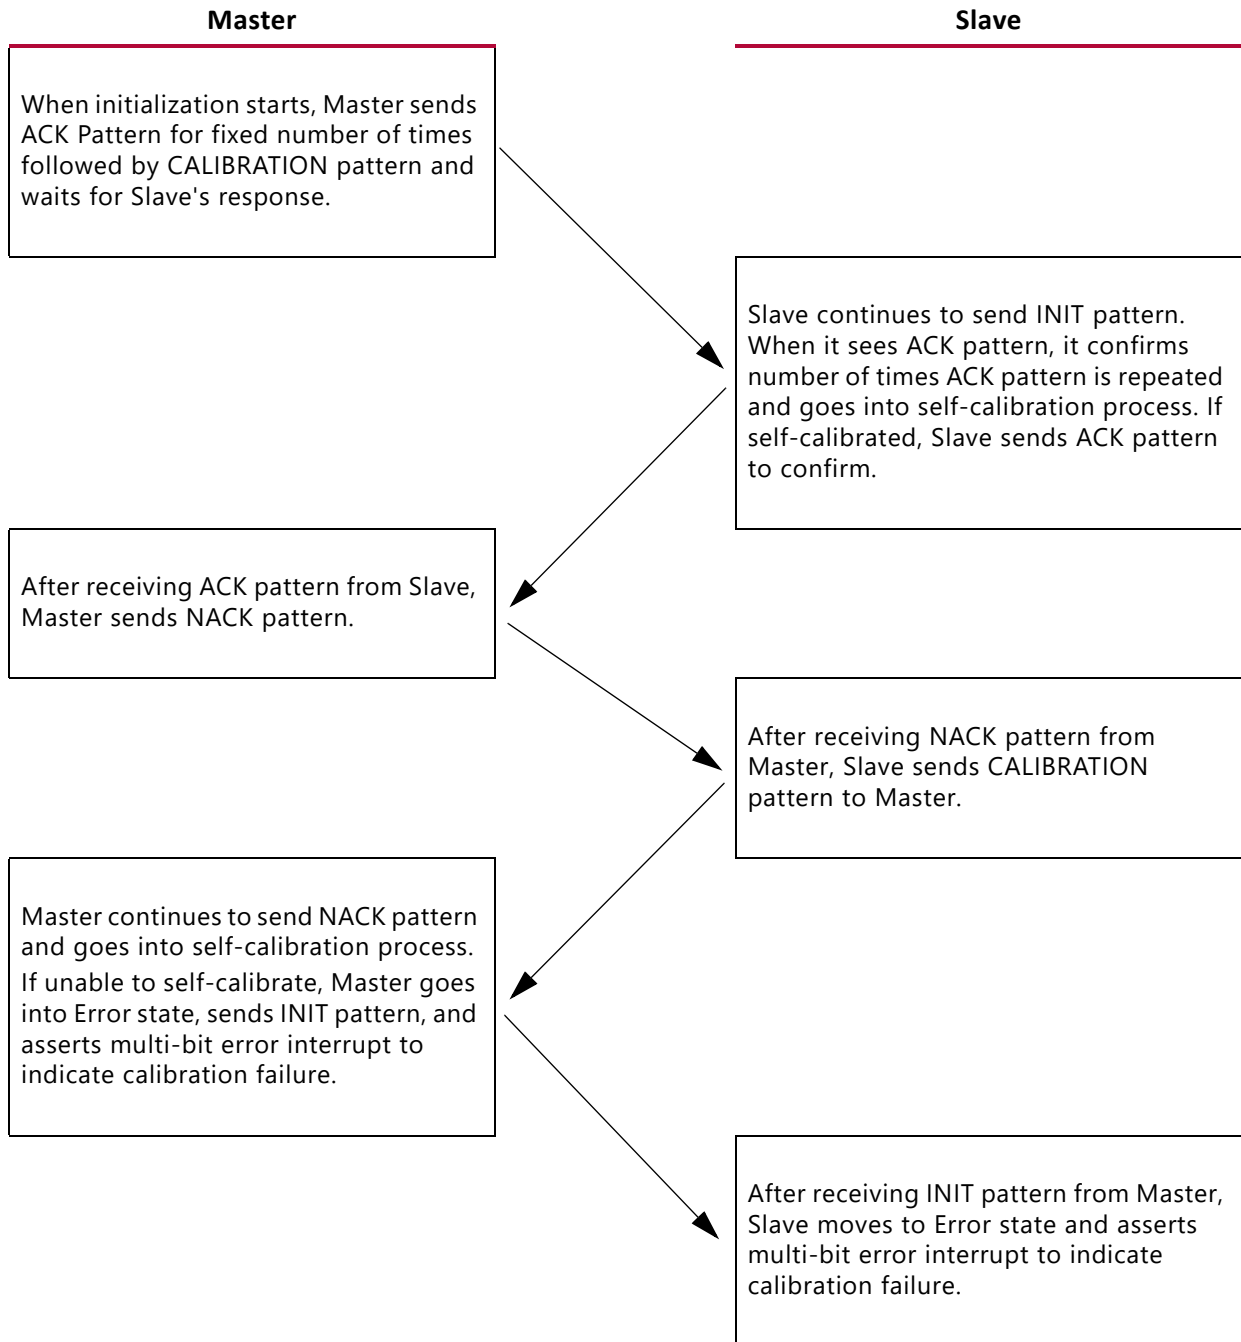 Master
Slave
When initialization starts, Master sends
ACK Pattern for fixed number of times
followed by CALIBRATION pattern and
waits for Slave's response.
Slave continues to send INIT pattern.
When it sees ACK pattern, it confirms
number of times ACK pattern is repeated
and goes into self-calibration process. If
self-calibrated, Slave sends ACK pattern
to confirm.
After receiving ACK pattern from Slave,
Master sends NACK pattern.
After receiving NACK pattern from
Master, Slave sends CALIBRATION
pattern to Master.
Master continues to send NACK pattern
and goes into self-calibration process.
If unable to self-calibrate, Master goes
into Error state, sends INIT pattern, and
asserts multi-bit error interrupt to
indicate calibration failure.
After receiving INIT pattern from Master,
Slave moves to Error state and asserts
multi-bit error interrupt to indicate
calibration failure.